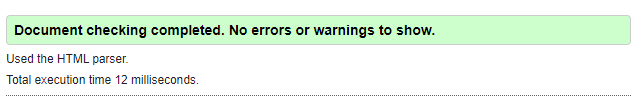 Document checking completed. No errors or warnings to show.
Used the HTML parser.
Total execution time 12 milliseconds.